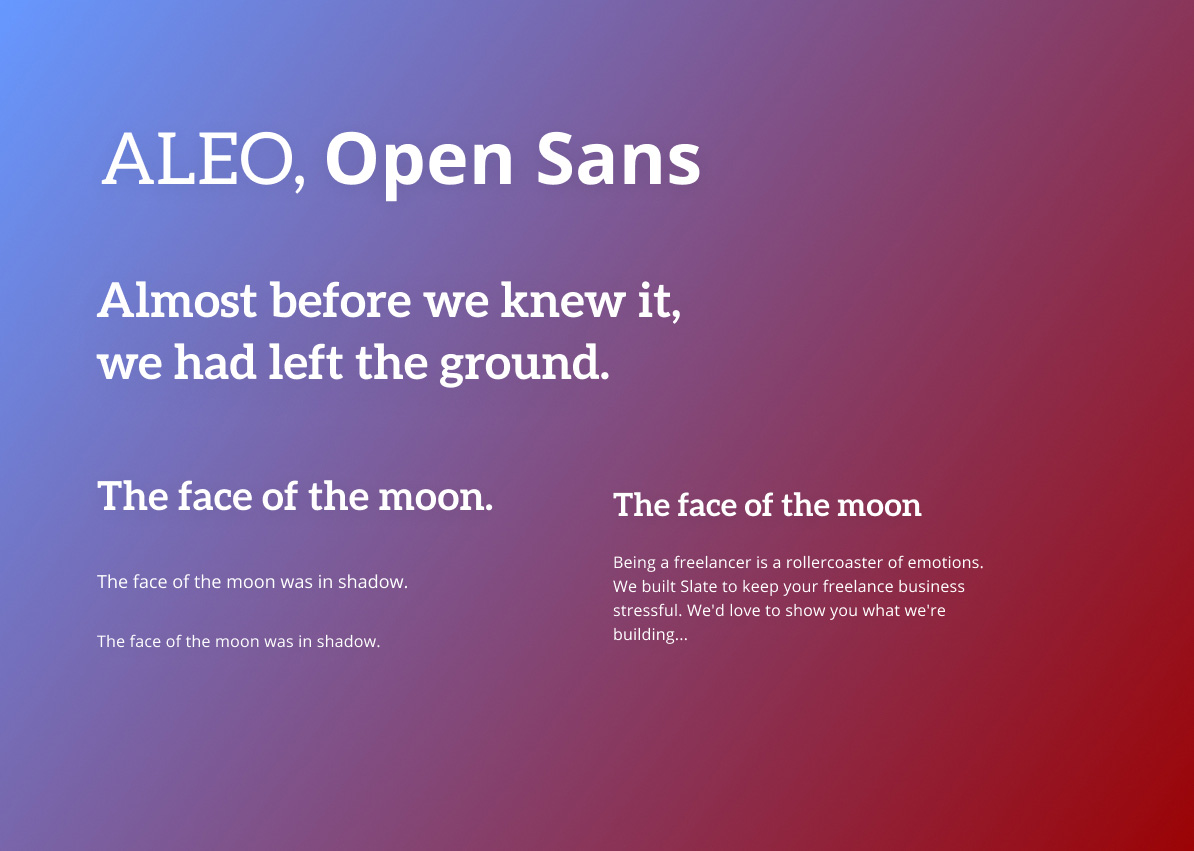 ALEO, Open Sans
Almost before we knew it,
we had left the ground.
The face of the moon.
The face of the moon was in shadow.
The face of the moon was in shadow.
The face of the moon
Being a freelancer is a rollercoaster of emotions.
We built Slate to keep your freelance business
stressful. We'd love to show you what we're
building...